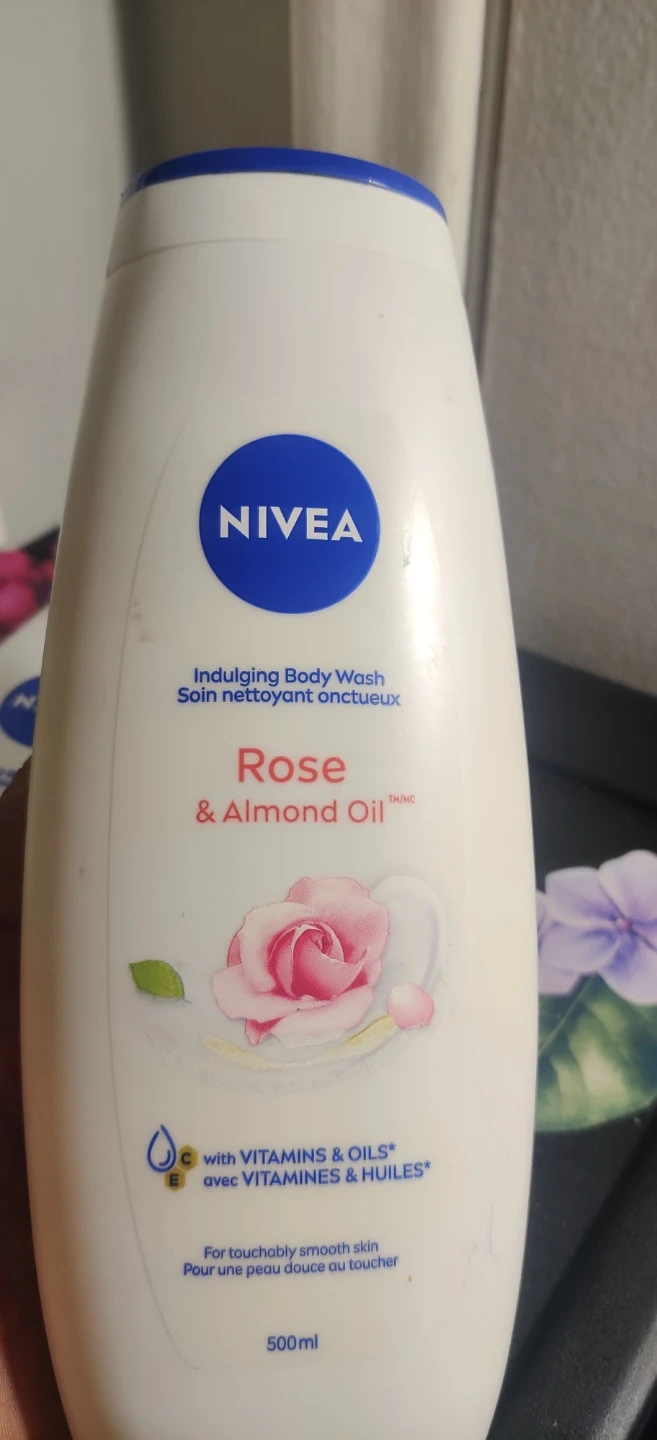 NIVEA
Indulging Body Wash
Soin nettoyant onctueux
Rose
& Almond Oil™/MC
C
E
with VITAMINS & OILS*
avec VITAMINES & HUILES*
For touchably smooth skin
Pour une peau douce au toucher
500ml